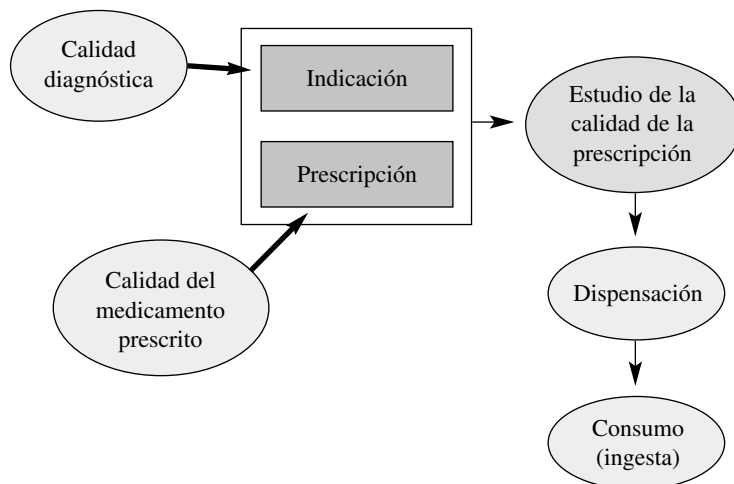 Calidad
diagnóstica
Indicación
Prescripción
Calidad del
medicamento
prescrito
Estudio de la
calidad de la
prescripción
Dispensación
Consumo
(ingesta)